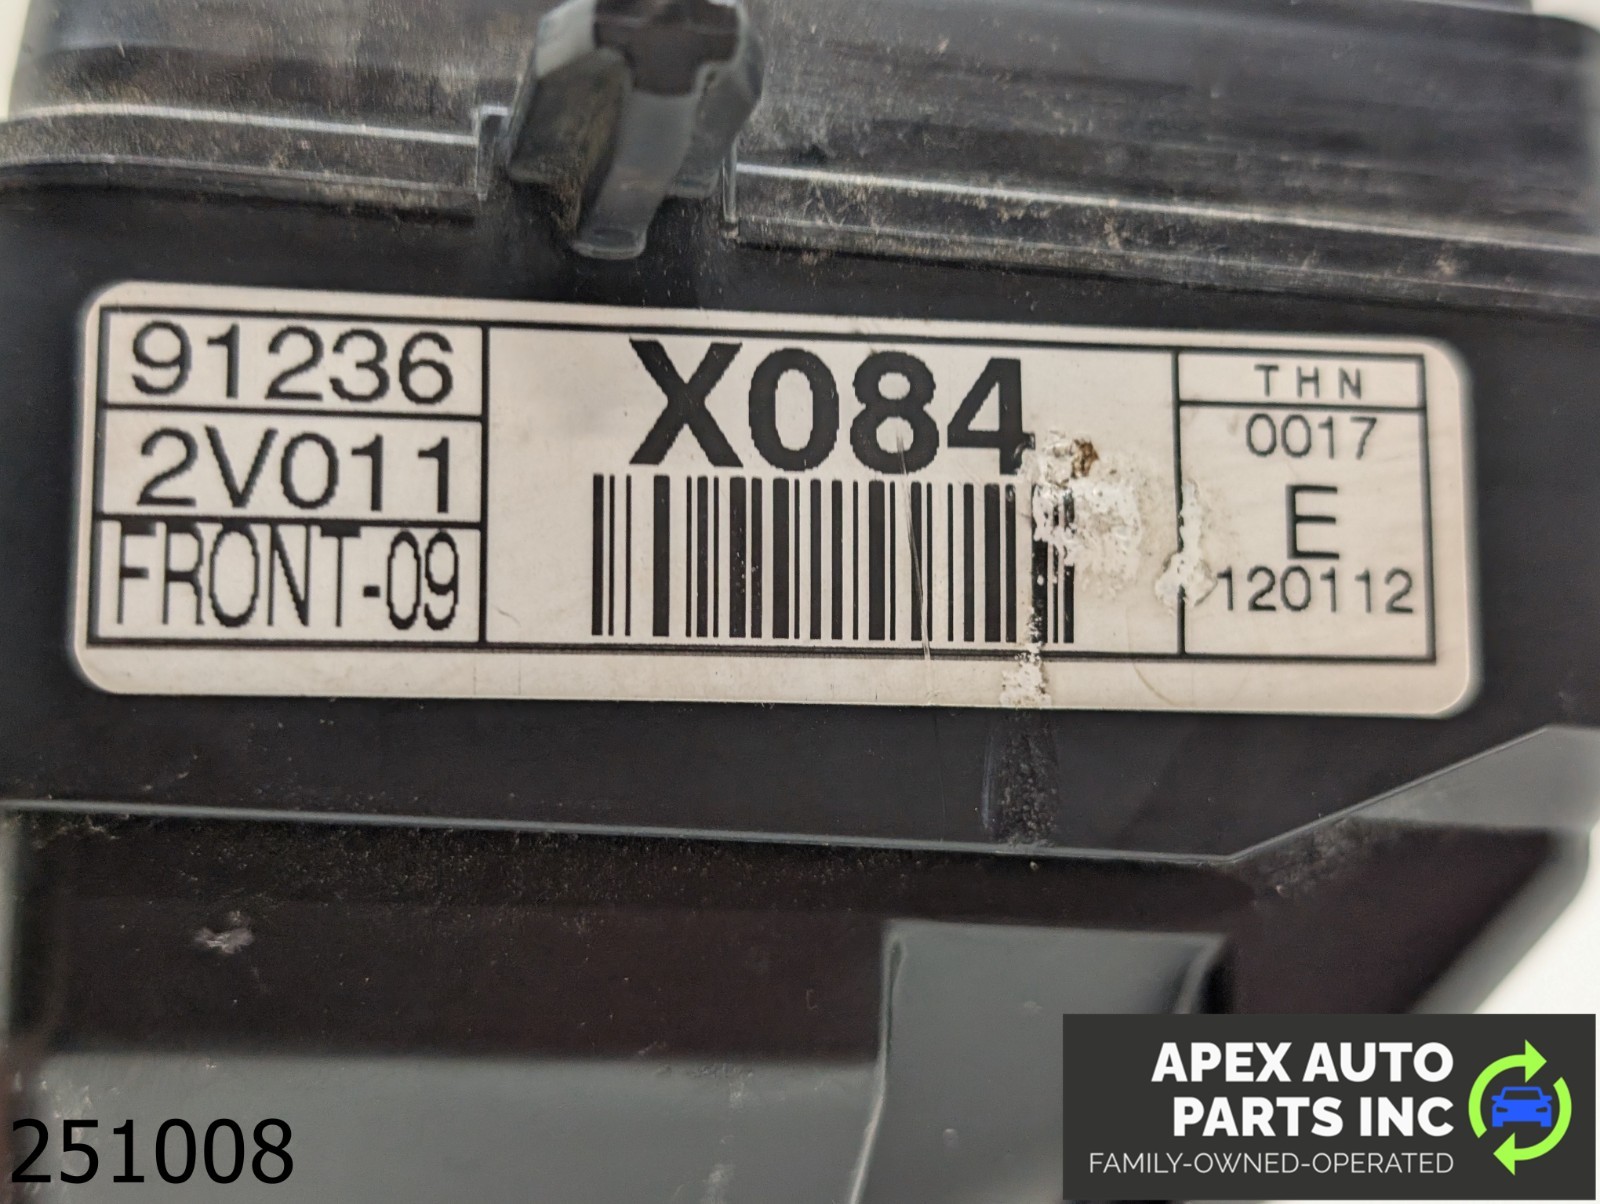 91236
2V011
FRONT-09
X084
THN
0017
E
120112
251008
APEX AUTO
PARTS INC
FAMILY-OWNED-OPERATED